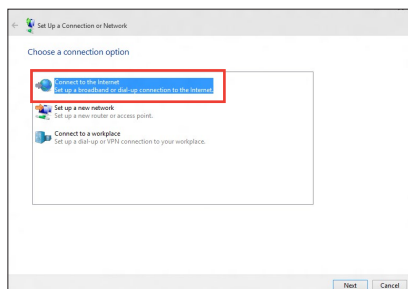 Set Up a Connection or Network
Choose a connection option
Connect to the Internet
Set up a broadband or dial-up connection to the Internet.
Set up a new network
Set up a new router or access point.
Connect to a workplace
Set up a dial-up or VPN connection to your workplace.
Next Cancel